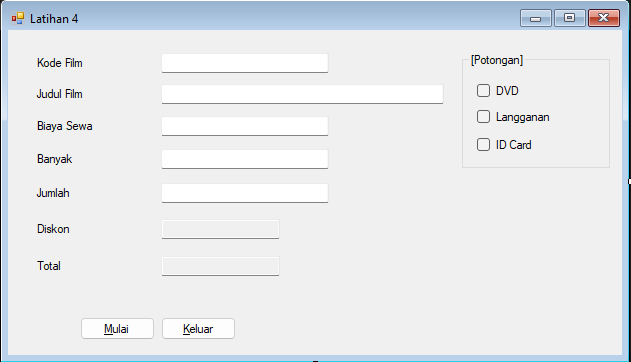 Latihan 4
Kode Film
Judul Film
Biaya Sewa
Banyak
Jumlah
Diskon
Total
[Potongan]
DVD
Langganan
ID Card
Mulai
Keluar